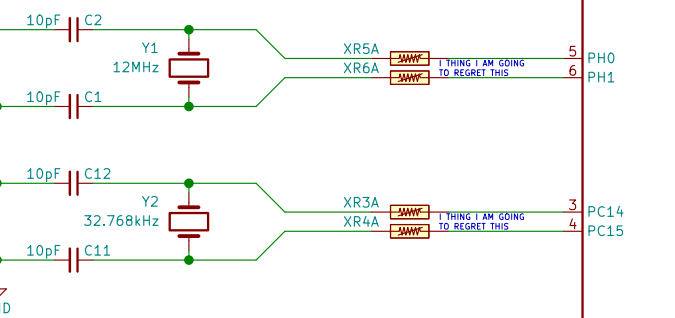 10pF C2
Y1
12MHz
XR5A
5 PH0
I THING I AM GOING
TO REGRET THIS
XR6A
6 PH1
10pF C1
10pF C12
Y2
32.768kHz
XR3A
3 PC14
I THING I AM GOING
TO REGRET THIS
XR4A
4 PC15
10pF C11